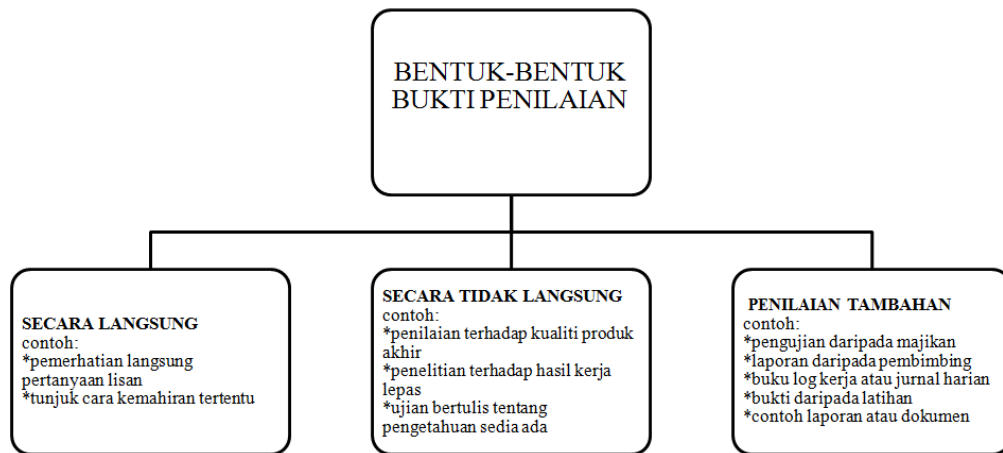 BENTUK-BENTUK
BUKTI PENILAIAN
SECARA LANGSUNG
contoh:
*pemerhatian langsung
pertanyaan lisan
*tunjuk cara kemahiran tertentu
SECARA TIDAK LANGSUNG
contoh:
*penilaian terhadap kualiti produk
akhir
*penelitian terhadap hasil kerja
lepas
*ujian bertulis tentang
pengetahuan sedia ada
PENILAIAN TAMBAHAN
contoh:
*pengujian daripada majikan
*laporan daripada pembimbing
*buku log kerja atau jurnal harian
*bukti daripada latihan
*contoh laporan atau dokumen